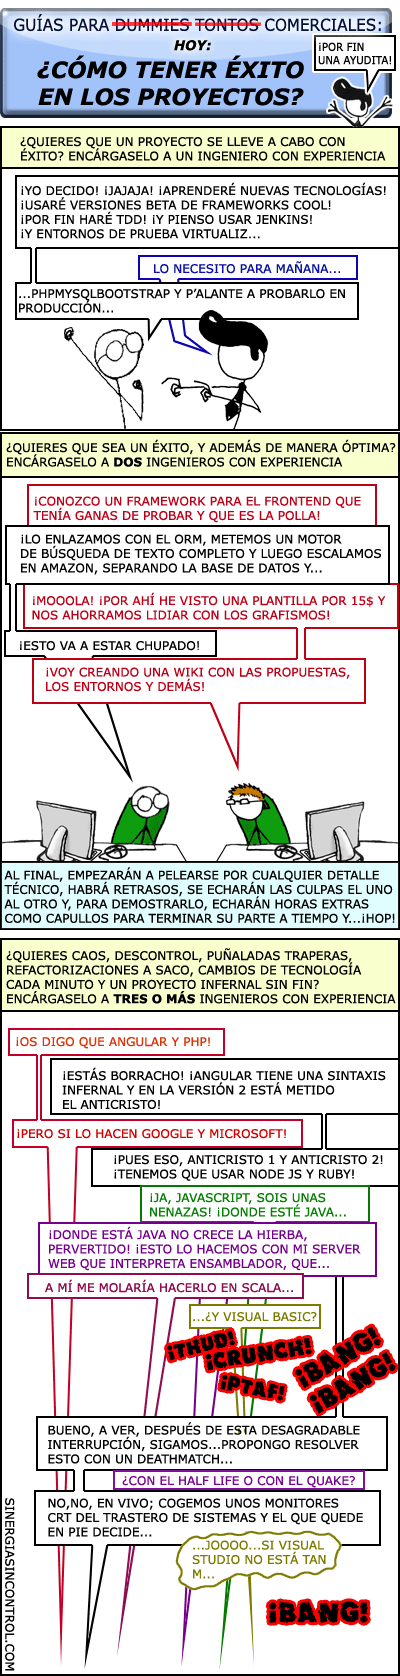 GUÍAS PARA DUMMIES TONTOS COMERCIALES:
HOY:
¿CÓMO TENER ÉXITO
EN LOS PROYECTOS?
¡POR FIN
UNA AYUDITA!
¿QUIERES QUE UN PROYECTO SE LLEVE A CABO CON
ÉXITO? ENCÁRGASELO A UN INGENIERO CON EXPERIENCIA
¡YO DECIDO! ¡JAJAJA! ¡APRENDERÉ NUEVAS TECNOLOGÍAS!
¡USARÉ VERSIONES BETA DE FRAMEWORKS COOL!
¡POR FIN HARÉ TDD! ¡Y PIENSO USAR JENKINS!
¡Y ENTORNOS DE PRUEBA VIRTUALIZ...
LO NECESITO PARA MAÑANA...
...PHPMYSQLBOOTSTRAP Y P'ALANTE A PROBARLO EN
PRODUCCIÓN...
¿QUIERES QUE SEA UN ÉXITO, Y ADEMÁS DE MANERA ÓPTIMA?
ENCÁRGASELO A DOS INGENIEROS CON EXPERIENCIA
¡CONOZCO UN FRAMEWORK PARA EL FRONTEND QUE
TENÍA GANAS DE PROBAR Y QUE ES LA POLLA!
¡LO ENLAZAMOS CON EL ORM, METEMOS UN MOTOR
DE BÚSQUEDA DE TEXTO COMPLETO Y LUEGO ESCALAMOS
EN AMAZON, SEPARANDO LA BASE DE DATOS Y...
¡MOOOLA! ¡POR AHÍ HE VISTO UNA PLANTILLA POR 15$ Y
NOS AHORRAMOS LIDIAR CON LOS GRAFISMOS!
¡ESTO VA A ESTAR CHUPADO!
¡VOY CREANDO UNA WIKI CON LAS PROPUESTAS,
LOS ENTORNOS Y DEMÁS!
AL FINAL, EMPEZARÁN A PELEARSE POR CUALQUIER DETALLE
TÉCNICO, HABRÁ RETRASOS, SE ECHARÁN LAS CULPAS EL UNO
AL OTRO Y, PARA DEMOSTRARLO, ECHARÁN HORAS EXTRAS
COMO CAPULLOS PARA TERMINAR SU PARTE A TIEMPO Y...¡HOP!
¿QUIERES CAOS, DESCONTROL, PUÑALADAS TRAPERAS,
REFACTORIZACIONES A SACO, CAMBIOS DE TECNOLOGÍA
CADA MINUTO Y UN PROYECTO INFERNAL SIN FIN?
ENCÁRGASELO A TRES O MÁS INGENIEROS CON EXPERIENCIA
¡OS DIGO QUE ANGULAR Y PHP!
¡ESTÁS BORRACHO! ¡ANGULAR TIENE UNA SINTAXIS
INFERNAL Y EN LA VERSIÓN 2 ESTÁ METIDO
EL ANTICRISTO!
¡PERO SI LO HACEN GOOGLE Y MICROSOFT!
¡PUES ESO, ANTICRISTO 1 Y ANTICRISTO 2!
¡TENEMOS QUE USAR NODE JS Y RUBY!
¡JA, JAVASCRIPT, SOIS UNAS
NENAZAS! ¡DONDE ESTÉ JAVA...
¡DONDE ESTÁ JAVA NO CRECE LA HIERBA,
PERVERTIDO! ¡ESTO LO HACEMOS CON MI SERVER
WEB QUE INTERPRETA ENSAMBLADOR, QUE...
A MÍ ME MOLARÍA HACERLO EN SCALA...
...¿Y VISUAL BASIC?
¡THUD!
¡CRUNCH!
¡PTAF!
¡BANG!
¡BANG!
BUENO, A VER, DESPUÉS DE ESTA DESAGRADABLE
INTERRUPCIÓN, SIGAMOS...PROPONGO RESOLVER
ESTO CON UN DEATHMATCH...
¿CON EL HALF LIFE O CON EL QUAKE?
NO,NO, EN VIVO; COGEMOS UNOS MONITORES
CRT DEL TRASTERO DE SISTEMAS Y EL QUE QUEDE
EN PIE DECIDE...
...JOOOO...SI VISUAL
STUDIO NO ESTÁ TAN
M...
¡BANG!
SINERGIASINCONTROL.COM